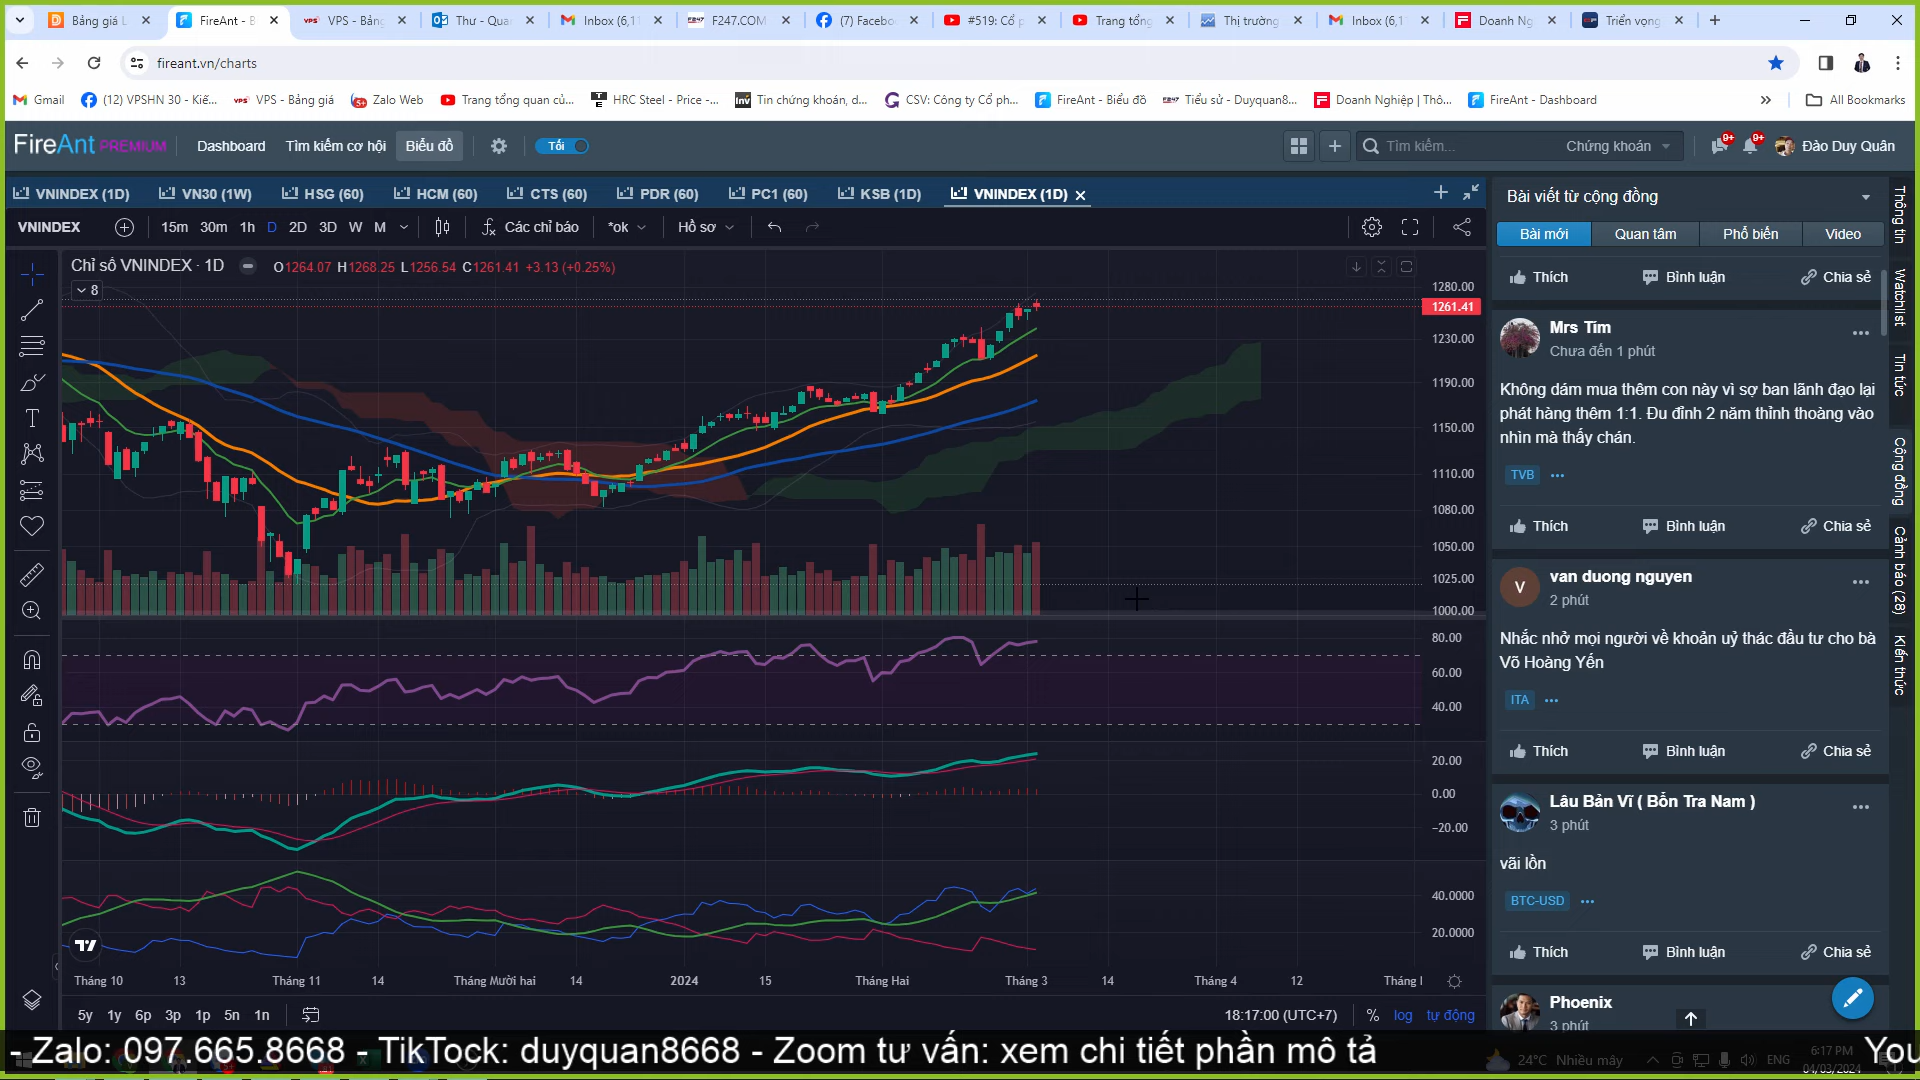 Bảng giá L
FireAnt - B
VPS - Bảng
Thư - Qua
Inbox (6,1
F247.COM
(7) Facebo
#519: Cổ p
Trang tổng
Thị trường
Inbox (6,1
Doanh Ng
Triển vọng
fireant.vn/charts
Gmail
(12) VPSHN 30 - Kiế...
VPS - Bảng giá
Zalo Web
Trang tổng quan củ...
HRC Steel - Price -...
Tin chứng khoán, d...
CSV: Công ty Cổ ph...
FireAnt - Biểu đồ
Tiểu sử - Duyquan8...
Doanh Nghiệp | Thô...
FireAnt - Dashboard
All Bookmarks
FireAnt PREMIUM
Dashboard
Tìm kiếm cơ hội
Biểu đồ
Tối
Tìm kiếm...
Chứng khoán
9+
9+
Đào Duy Quân
VNINDEX (1D)
VN30 (1W)
HSG (60)
HCM (60)
CTS (60)
PDR (60)
PC1 (60)
KSB (1D)
VNINDEX (1D)
VNINDEX
15m
30m
1h
D
2D
3D
W
M
Các chỉ báo
*ok
Hồ sơ
Chỉ số VNINDEX · 1D
O1264.07 H1268.25 L1256.54 C1261.41 +3.13 (+0.25%)
8
1280.00
1261.41
1230.00
1190.00
1150.00
1110.00
1080.00
1050.00
1025.00
1000.00
80.00
60.00
40.00
20.00
0.00
−20.00
40.0000
20.0000
Tháng 10
13
Tháng 11
14
Tháng Mười hai
14
2024
15
Tháng Hai
Tháng 3
14
Tháng 4
12
5y
1y
6p
3p
1p
5n
1n
18:17:00 (UTC+7)
%
log
tự động
Bài viết từ cộng đồng
Bài mới
Quan tâm
Phổ biến
Video
Thích
Bình luận
Chia sẻ
Mrs Tim
Chưa đến 1 phút
Không dám mua thêm con này vì sợ ban lãnh đạo lại
phát hàng thêm 1:1. Đu đỉnh 2 năm thỉnh thoàng vào
nhìn mà thấy chán.
TVB
Thích
Bình luận
Chia sẻ
van duong nguyen
V
2 phút
Nhắc nhở mọi người về khoản uỷ thác đầu tư cho bà
Võ Hoàng Yến
ITA
Thích
Bình luận
Chia sẻ
Lâu Bản Vĩ ( Bổn Tra Nam )
3 phút
vãi lồn
BTC-USD
Thích
Bình luận
Chia sẻ
Phoenix
3 phút
Thông tin
Watchlist
Tin tức
Cộng đồng
Cảnh báo (28)
Kiến thức
- Zalo: 097.665.8668 - TikTock: duyquan8668 - Zoom tư vấn: xem chi tiết phần mô tả
You
24°C Nhiều mây
ENG
6:17 PM
04/03/2024